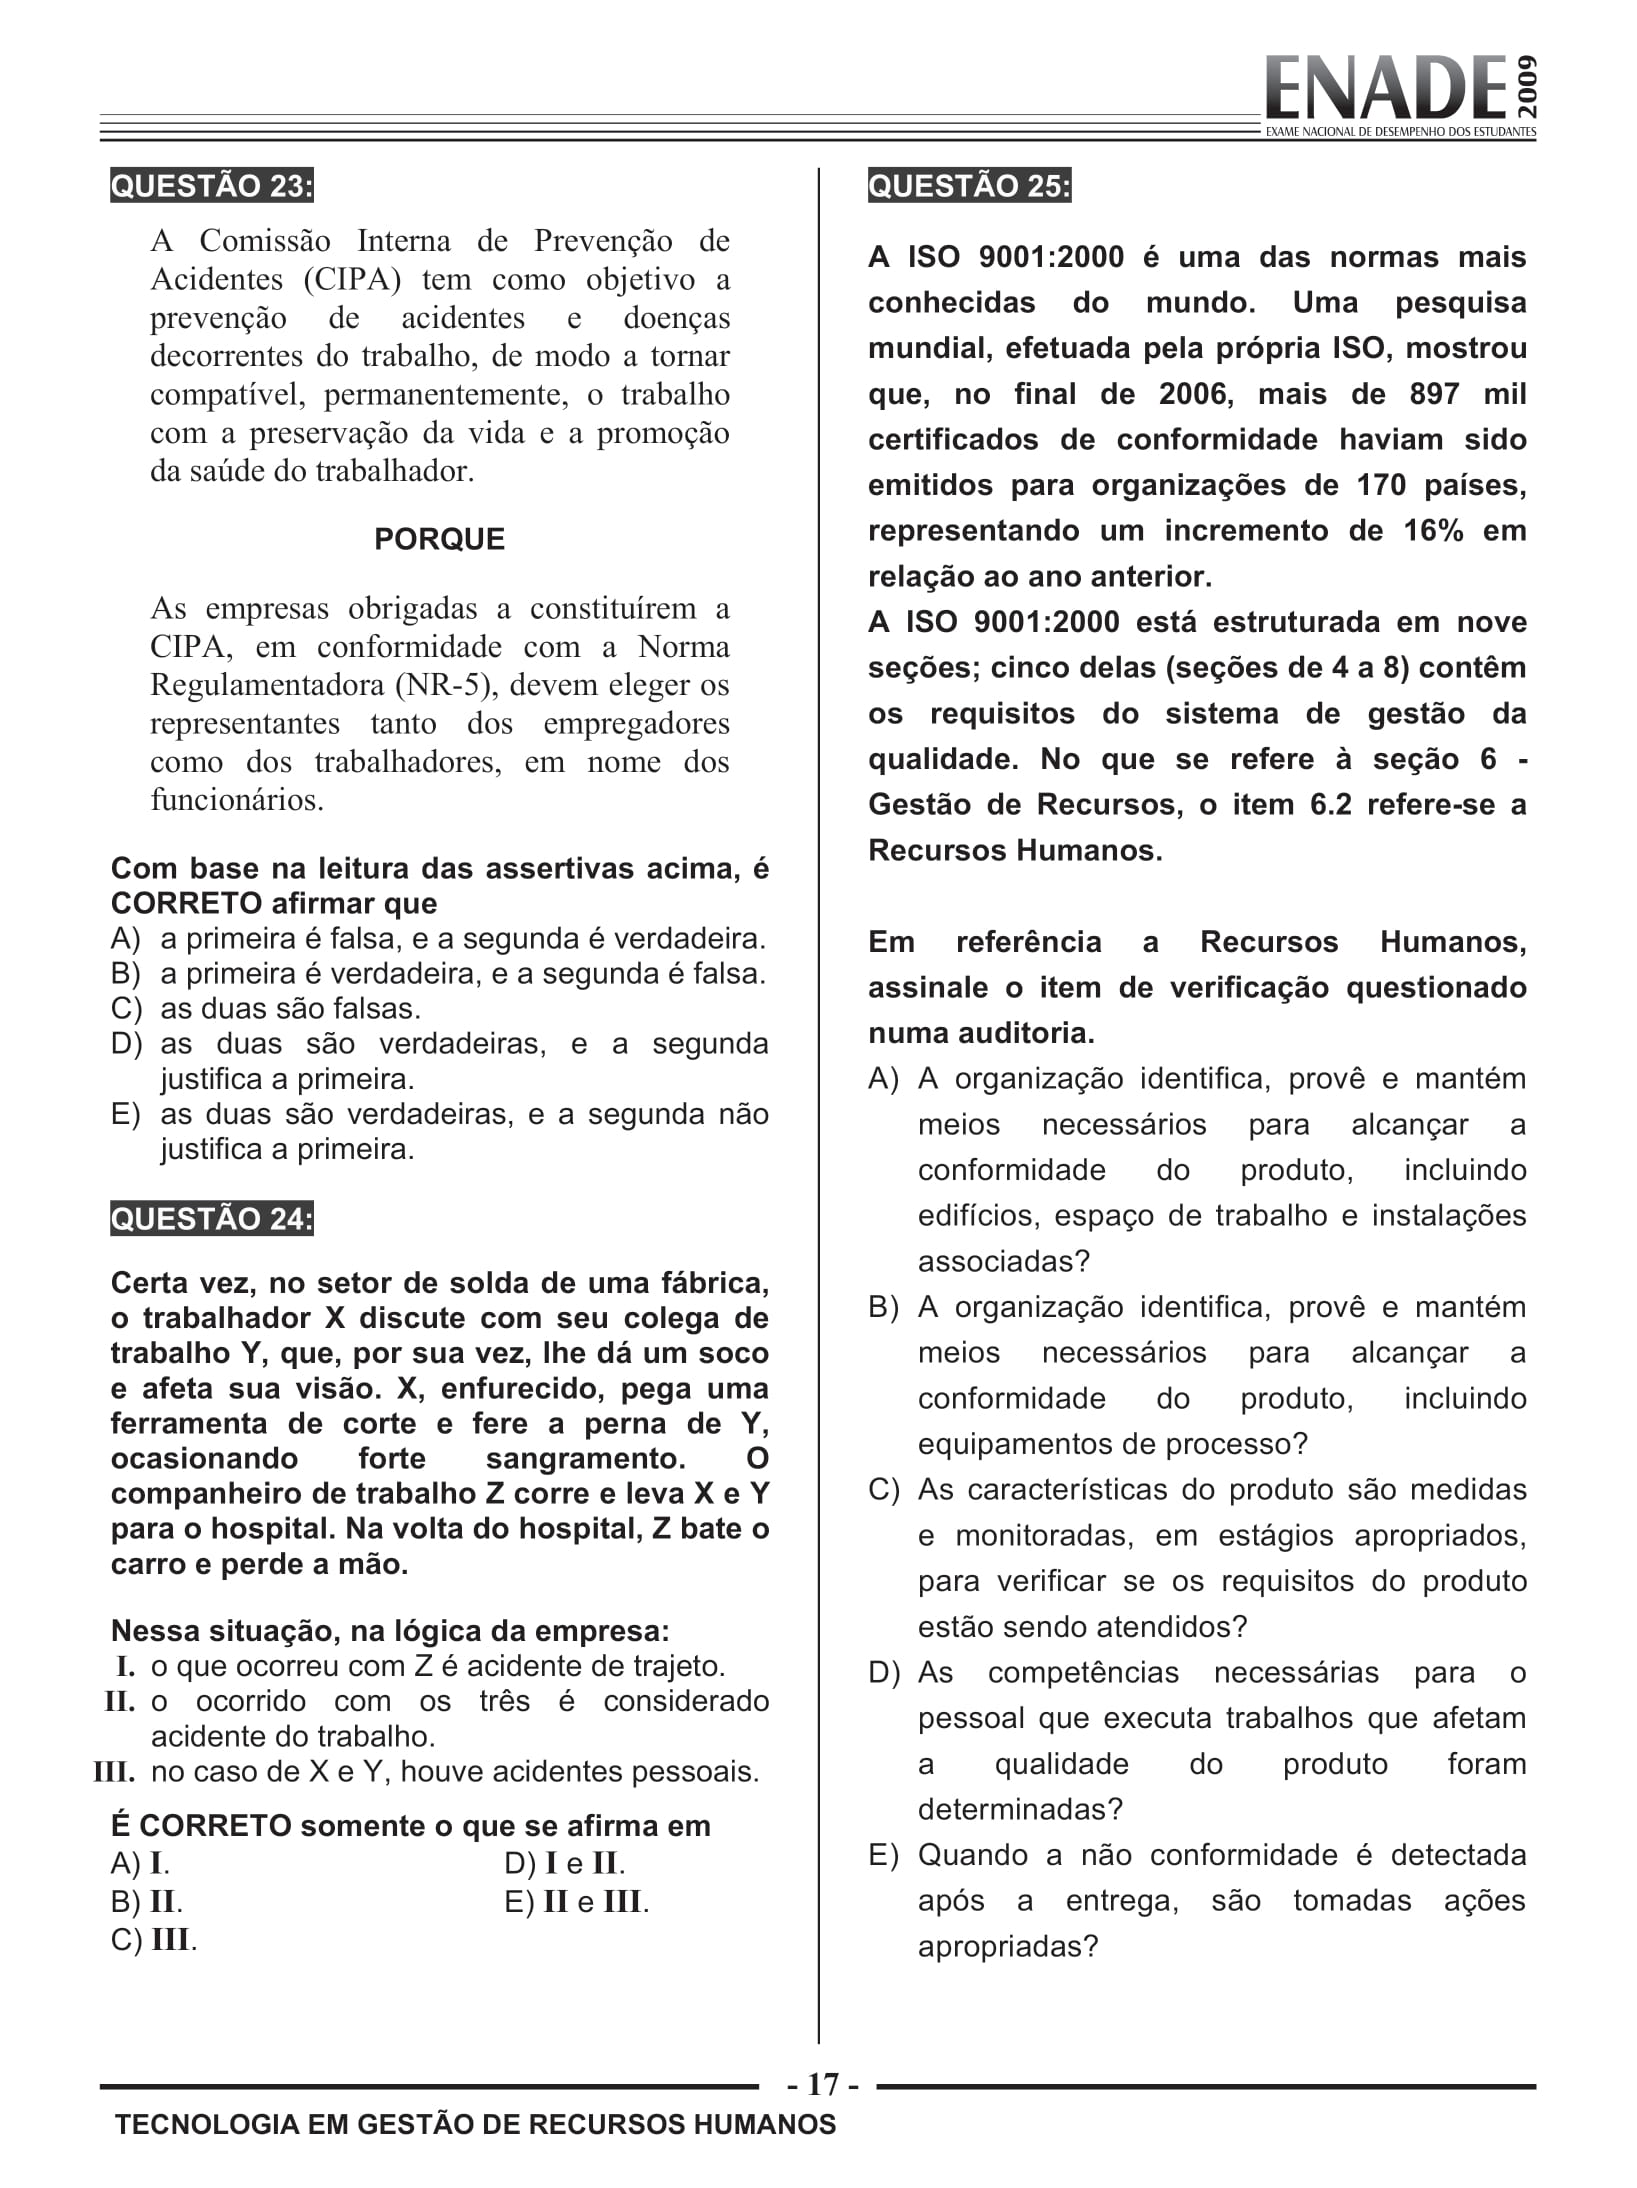 ENADE 2009
EXAME NACIONAL DE DESEMPENHO DOS ESTUDANTES
QUESTÃO 23:
A Comissão Interna de Prevenção de
Acidentes (CIPA) tem como objetivo a
prevenção de acidentes e doenças
decorrentes do trabalho, de modo a tornar
compatível, permanentemente, o trabalho
com a preservação da vida e a promoção
da saúde do trabalhador.
PORQUE
As empresas obrigadas a constituírem a
CIPA, em conformidade com a Norma
Regulamentadora (NR-5), devem eleger os
representantes tanto dos empregadores
como dos trabalhadores, em nome dos
funcionários.
Com base na leitura das assertivas acima, é
CORRETO afirmar que
A) a primeira é falsa, e a segunda é verdadeira.
B) a primeira é verdadeira, e a segunda é falsa.
C) as duas são falsas.
D) as duas são verdadeiras, e a segunda
justifica a primeira.
E) as duas são verdadeiras, e a segunda não
justifica a primeira.
QUESTÃO 24:
Certa vez, no setor de solda de uma fábrica,
o trabalhador X discute com seu colega de
trabalho Y, que, por sua vez, lhe dá um soco
e afeta sua visão. X, enfurecido, pega uma
ferramenta de corte e fere a perna de Y,
ocasionando forte sangramento. O
companheiro de trabalho Z corre e leva X e Y
para o hospital. Na volta do hospital, Z bate o
carro e perde a mão.
Nessa situação, na lógica da empresa:
I. o que ocorreu com Z é acidente de trajeto.
II. o ocorrido com os três é considerado
acidente do trabalho.
III. no caso de X e Y, houve acidentes pessoais.
É CORRETO somente o que se afirma em
A) I.
B) II.
C) III.
D) I e II.
E) II e III.
QUESTÃO 25:
A ISO 9001:2000 é uma das normas mais
conhecidas do mundo. Uma pesquisa
mundial, efetuada pela própria ISO, mostrou
que, no final de 2006, mais de 897 mil
certificados de conformidade haviam sido
emitidos para organizações de 170 países,
representando um incremento de 16% em
relação ao ano anterior.
A ISO 9001:2000 está estruturada em nove
seções; cinco delas (seções de 4 a 8) contêm
os requisitos do sistema de gestão da
qualidade. No que se refere à seção 6 -
Gestão de Recursos, o item 6.2 refere-se a
Recursos Humanos.
Em referência a Recursos Humanos,
assinale o item de verificação questionado
numa auditoria.
A) A organização identifica, provê e mantém
meios necessários para alcançar a
conformidade do produto, incluindo
edifícios, espaço de trabalho e instalações
associadas?
B) A organização identifica, provê e mantém
meios necessários para alcançar a
conformidade do produto, incluindo
equipamentos de processo?
C) As características do produto são medidas
e monitoradas, em estágios apropriados,
para verificar se os requisitos do produto
estão sendo atendidos?
D) As competências necessárias para o
pessoal que executa trabalhos que afetam
a qualidade do produto foram
determinadas?
E) Quando a não conformidade é detectada
após a entrega, são tomadas ações
apropriadas?
- 17 -
TECNOLOGIA EM GESTÃO DE RECURSOS HUMANOS